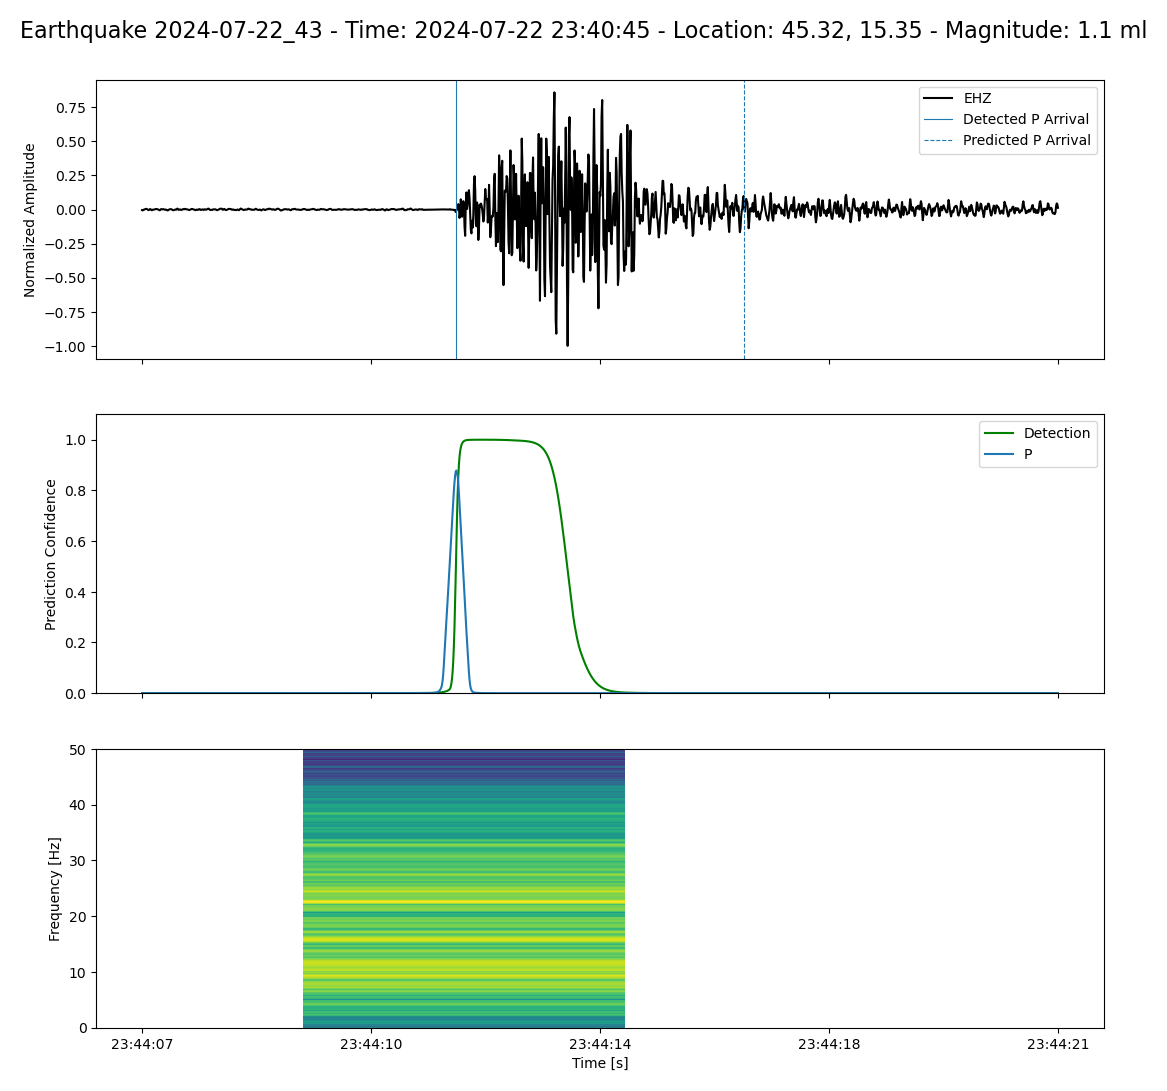 Earthquake 2024-07-22_43 - Time: 2024-07-22 23:40:45 - Location: 45.32, 15.35 - Magnitude: 1.1 ml
EHZ
Detected P Arrival
Predicted P Arrival
Normalized Amplitude
0.75
0.50
0.25
0.00
−0.25
−0.50
−0.75
−1.00
Detection
P
Prediction Confidence
1.0
0.8
0.6
0.4
0.2
0.0
Frequency [Hz]
50
40
30
20
10
0
23:44:07 23:44:10 23:44:14 23:44:18 23:44:21
Time [s]